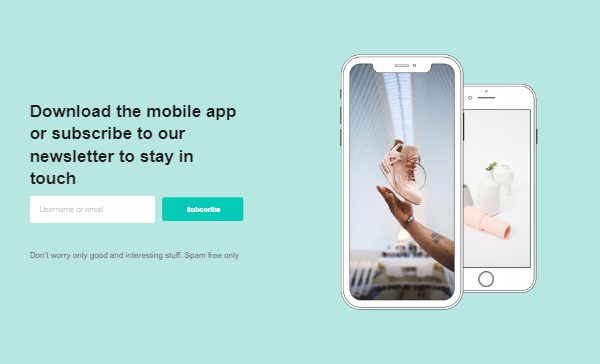 Download the mobile app
or subscribe to our
newsletter to stay in
touch
Username or email
Subscribe
Don't worry only good and interesting stuff. Spam free only